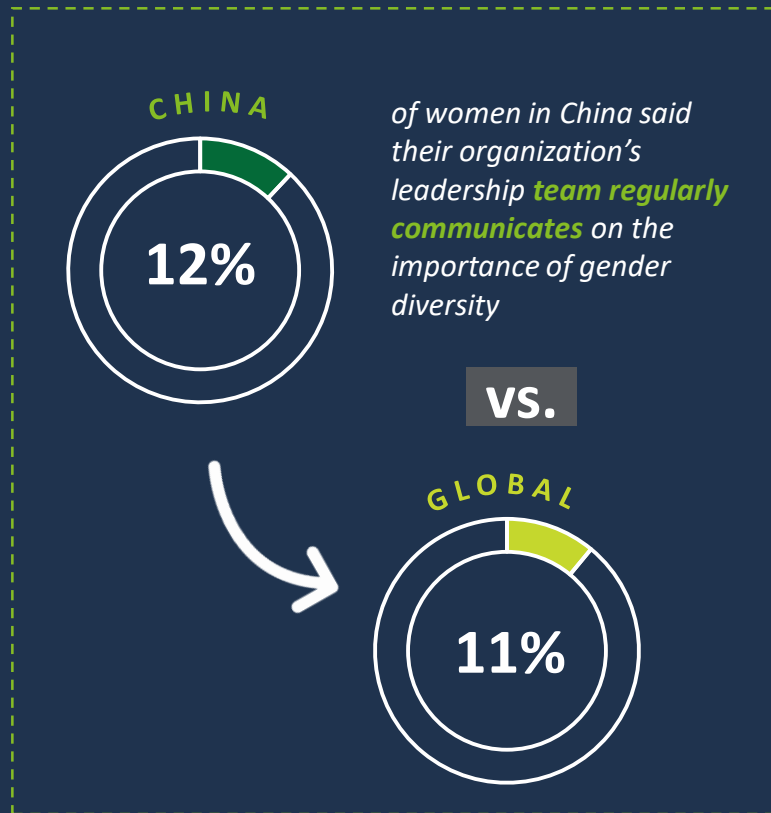 CHINA
12%
of women in China said
their organization’s
leadership team regularly
communicates on the
importance of gender
diversity
vs.
GLOBAL
11%